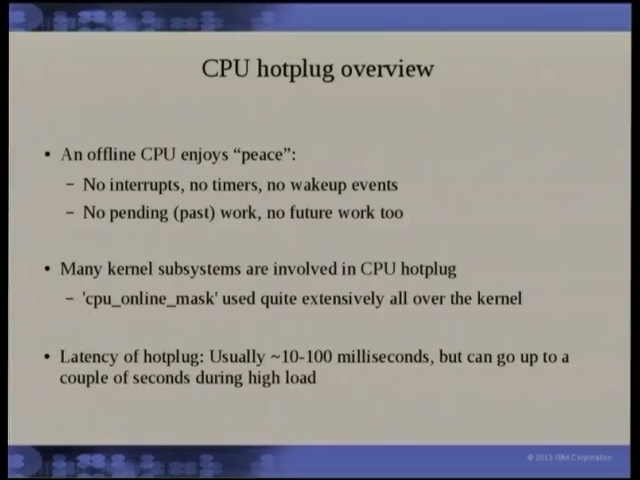 CPU hotplug overview
• An offline CPU enjoys “peace”:
– No interrupts, no timers, no wakeup events
– No pending (past) work, no future work too
• Many kernel subsystems are involved in CPU hotplug
– 'cpu_online_mask' used quite extensively all over the kernel
• Latency of hotplug: Usually ~10-100 milliseconds, but can go up to a
couple of seconds during high load
© 2013 IBM Corporation